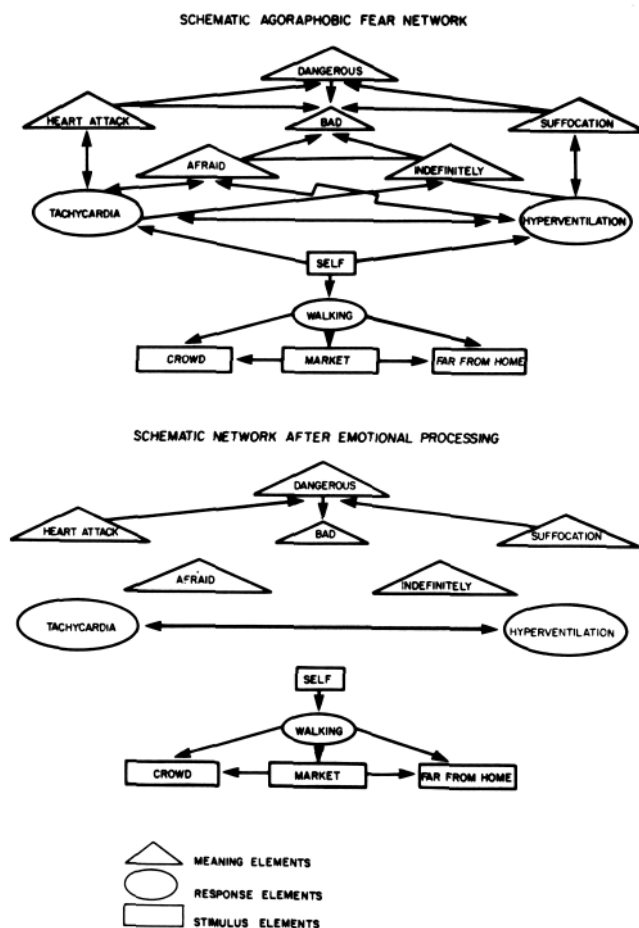 SCHEMATIC AGORAPHOBIC FEAR NETWORK
DANGEROUS
HEART ATTACK
BAD
SUFFOCATION
AFRAID
INDEFINITELY
TACHYCARDIA
HYPERVENTILATION
SELF
WALKING
CROWD
MARKET
FAR FROM HOME
SCHEMATIC NETWORK AFTER EMOTIONAL PROCESSING
DANGEROUS
HEART ATTACK
BAD
SUFFOCATION
AFRAID
INDEFINITELY
TACHYCARDIA
HYPERVENTILATION
SELF
WALKING
CROWD
MARKET
FAR FROM HOME
MEANING ELEMENTS
RESPONSE ELEMENTS
STIMULUS ELEMENTS